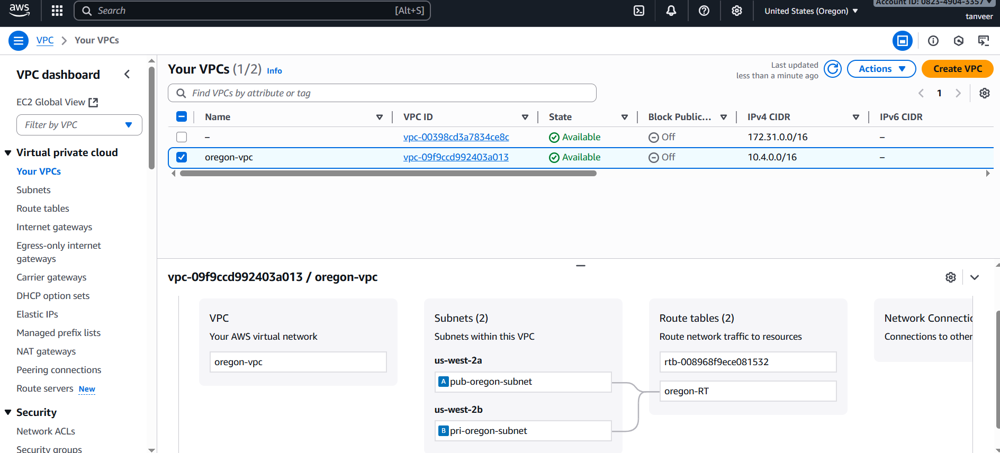 aws
Search
[Alt+S]
United States (Oregon)
Account ID: 0823-4904-3357
tanveer
VPC
Your VPCs
VPC dashboard
EC2 Global View
Filter by VPC
Virtual private cloud
Your VPCs
Subnets
Route tables
Internet gateways
Egress-only internet
gateways
Carrier gateways
DHCP option sets
Elastic IPs
Managed prefix lists
NAT gateways
Peering connections
Route servers New
Security
Network ACLs
Security groups
Your VPCs (1/2) Info
Last updated
less than a minute ago
Actions
Create VPC
Find VPCs by attribute or tag
1
Name VPC ID State Block Public... IPv4 CIDR IPv6 CIDR
– vpc-00398cd3a7834ce8c Available Off 172.31.0.0/16 –
oregon-vpc vpc-09f9ccd992403a013 Available Off 10.4.0.0/16 –
vpc-09f9ccd992403a013 / oregon-vpc
VPC
Your AWS virtual network
oregon-vpc
Subnets (2)
Subnets within this VPC
us-west-2a
A pub-oregon-subnet
us-west-2b
B pri-oregon-subnet
Route tables (2)
Route network traffic to resources
rtb-008968f9ece081532
oregon-RT
Network Connectio
Connections to other